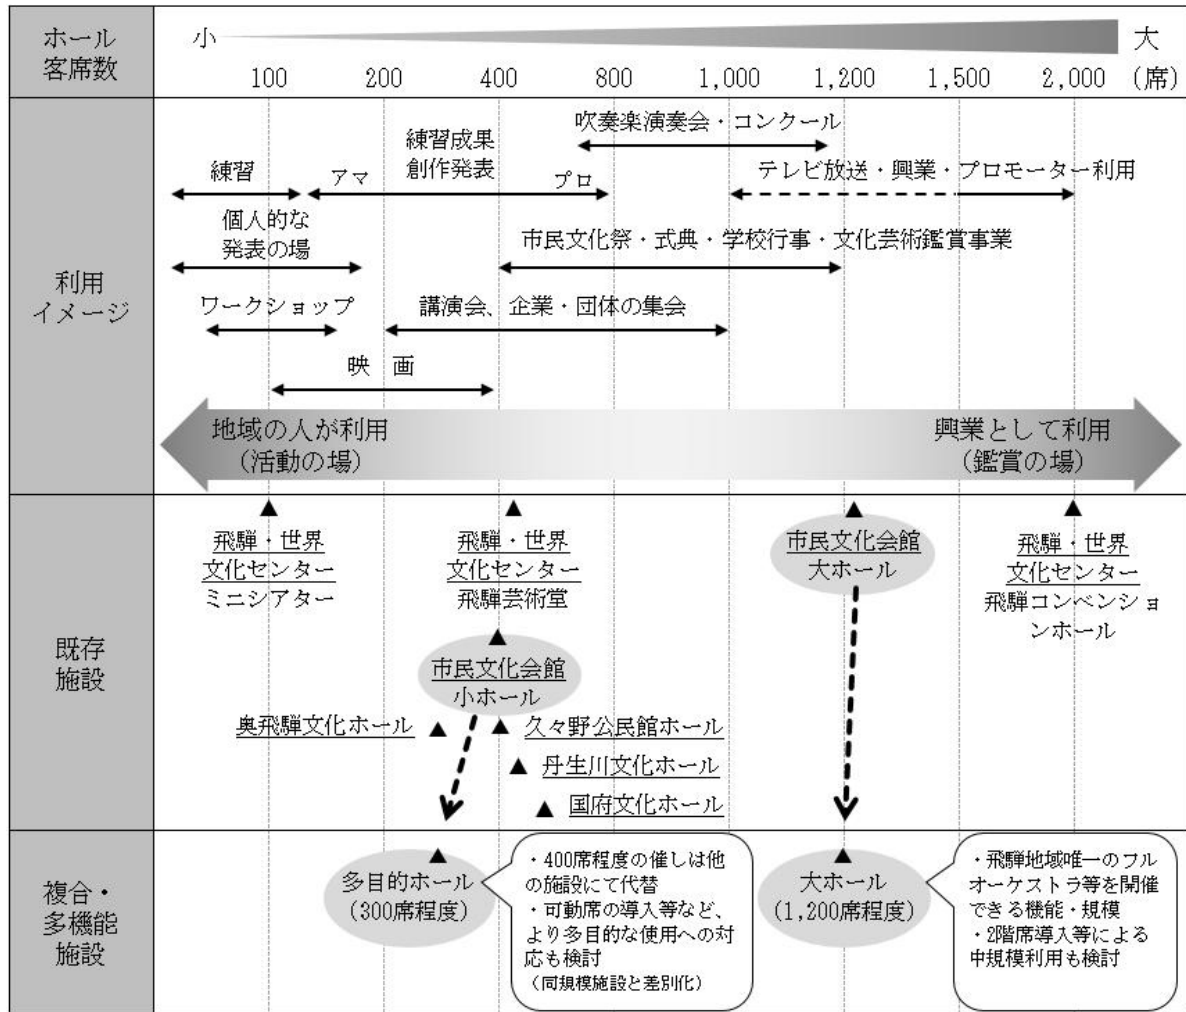 ホール
客席数
小
大
100
200
400
800
1,000
1,200
1,500
2,000
(席)
利用
イメージ
吹奏楽演奏会・コンクール
練習成果
創作発表
練習
アマ
プロ
テレビ放送・興業・プロモーター利用
個人的な
発表の場
市民文化祭・式典・学校行事・文化芸術鑑賞事業
ワークショップ
講演会、企業・団体の集会
映　画
地域の人が利用
(活動の場)
興業として利用
(鑑賞の場)
既存
施設
▲
飛騨・世界
文化センター
ミニシアター
▲
飛騨・世界
文化センター
飛騨芸術堂
▲
市民文化会館
大ホール
▲
飛騨・世界
文化センター
飛騨コンベンショ
ンホール
▲
市民文化会館
小ホール
奥飛騨文化ホール ▲
▲ 久々野公民館ホール
▲ 丹生川文化ホール
▲ 国府文化ホール
複合・
多機能
施設
▲
多目的ホール
(300席程度)
・400席程度の催しは他
の施設にて代替
・可動席の導入等など、
より多目的な使用への対
応も検討
（同規模施設と差別化）
▲
大ホール
(1,200席程度)
・飛騨地域唯一のフル
オーケストラ等を開催
できる機能・規模
・2階席導入等による
中規模利用も検討